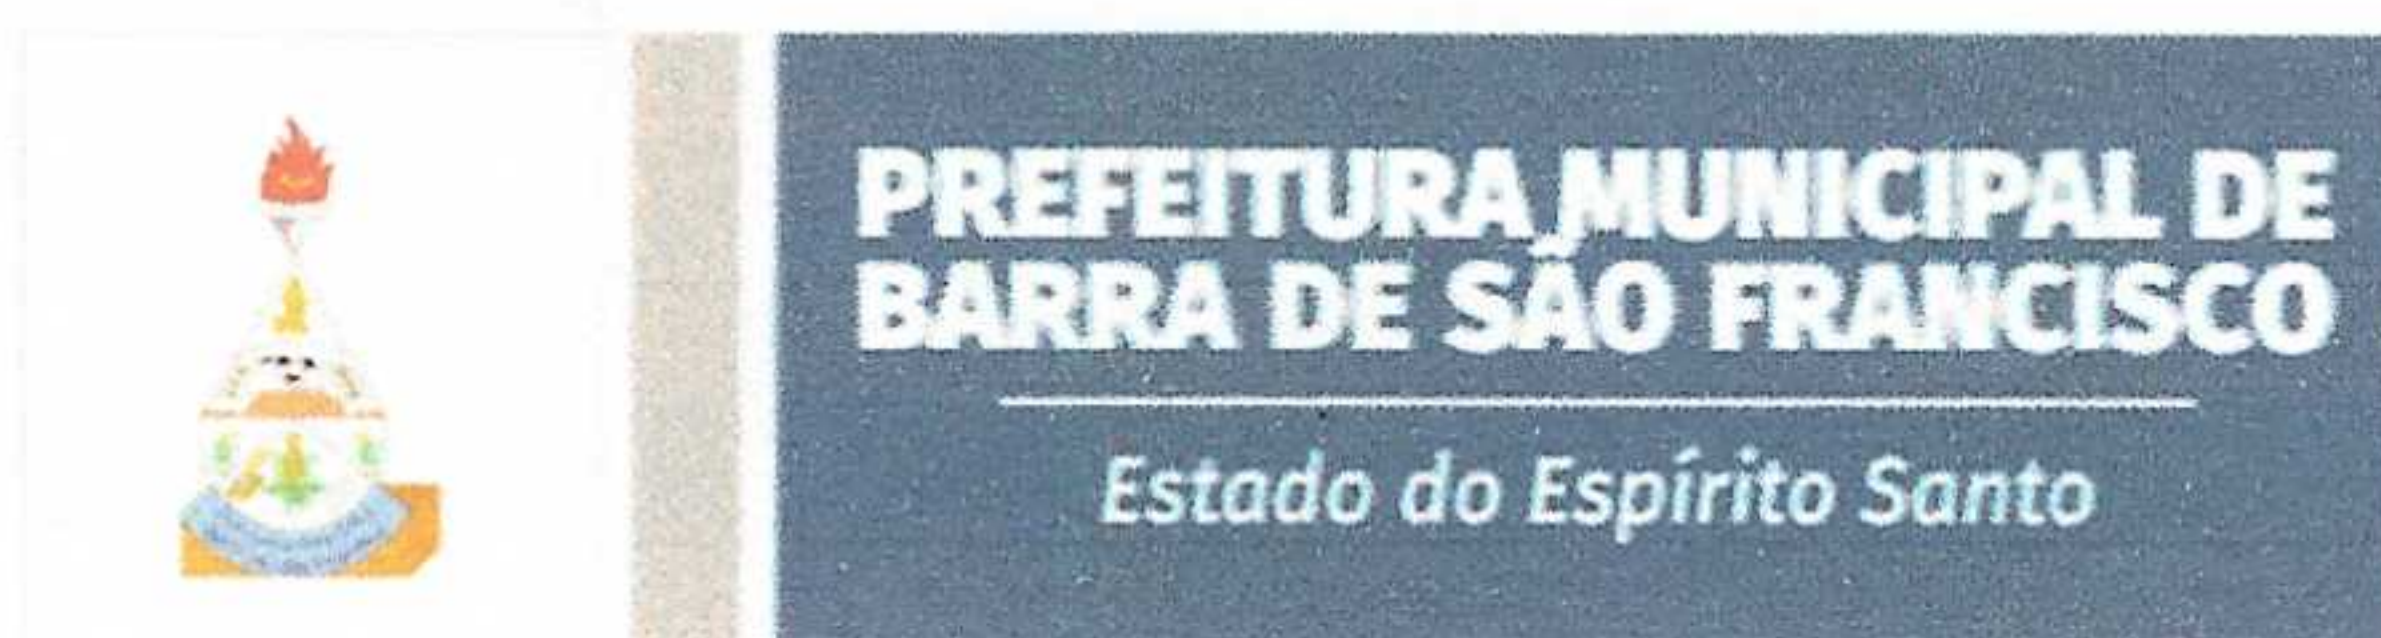 PREFEITURA MUNICIPAL DE
BARRA DE SÃO FRANCISCO
Estado do Espírito Santo